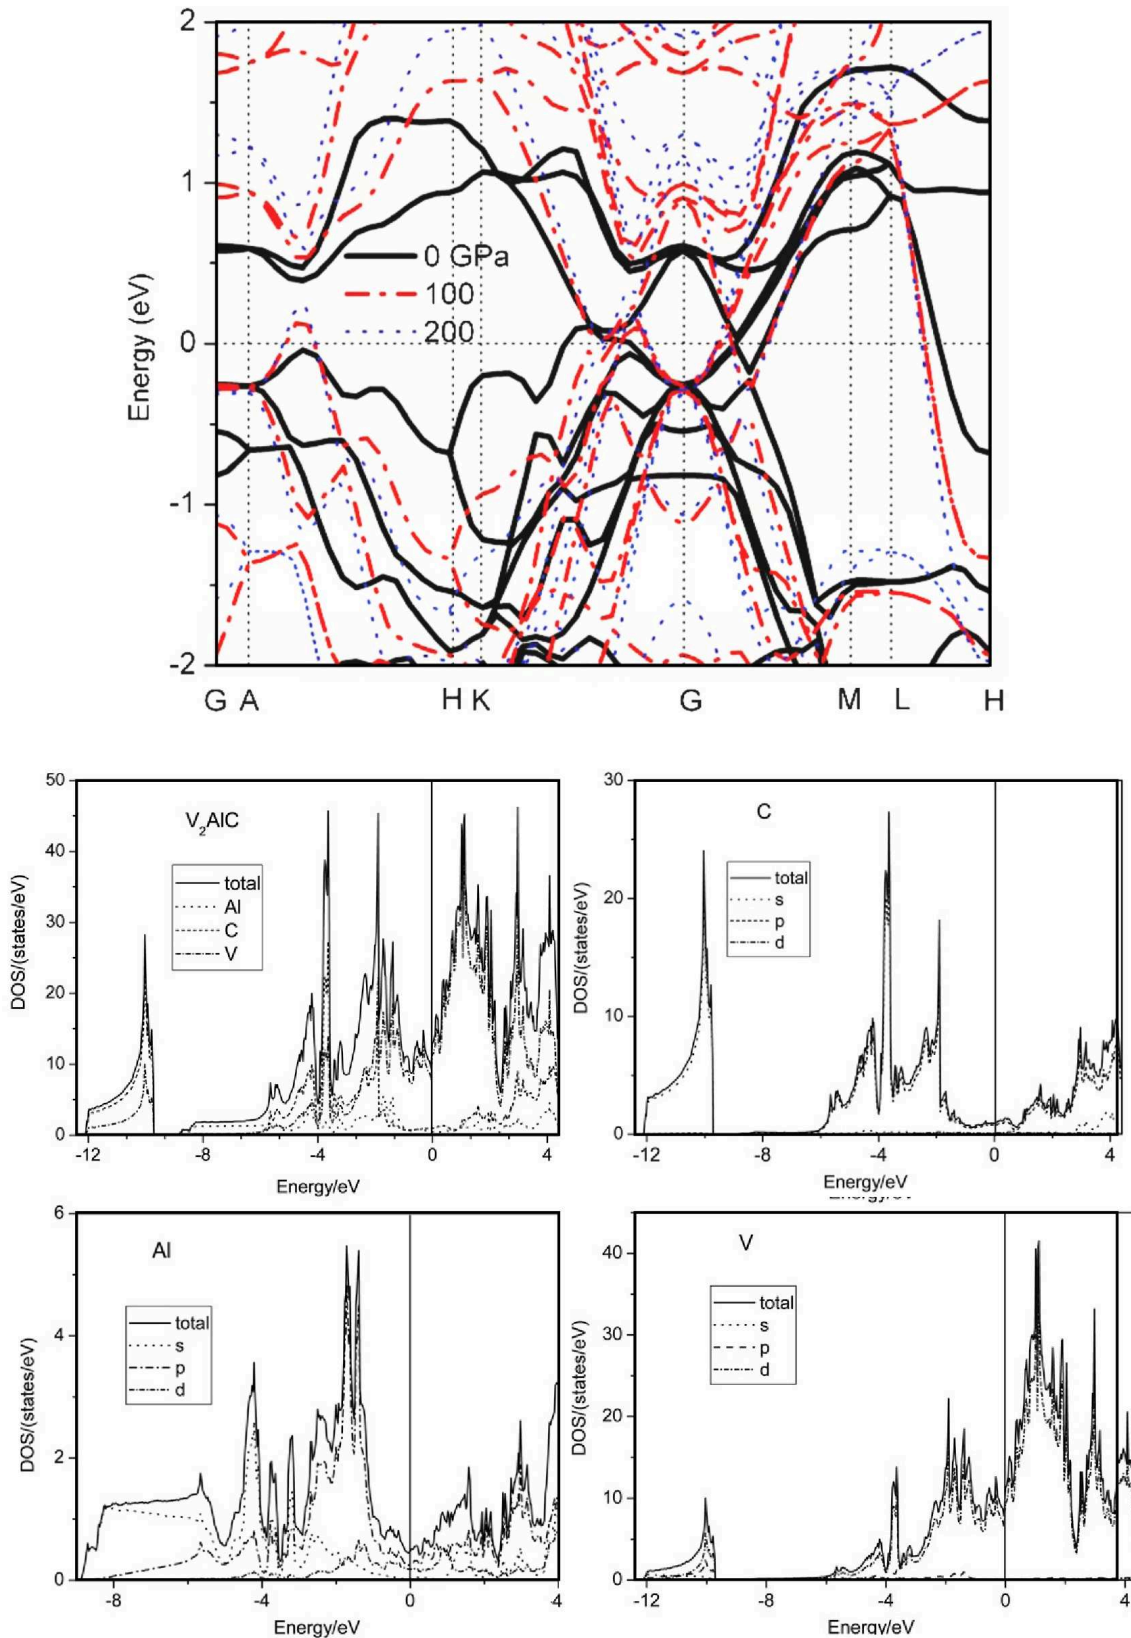 2
1
0
-1
-2
Energy (eV)
0 GPa
100
200
G A H K G M L H
50
40
30
20
10
0
DOS/(states/eV)
V2AlC
total
Al
C
V
-12 -8 -4 0 4
Energy/eV
30
20
10
0
DOS/(states/eV)
C
total
s
p
d
-12 -8 -4 0 4
Energy/eV
Energy/eV
6
4
2
0
DOS/(states/eV)
Al
total
s
p
d
-8 -4 0 4
Energy/eV
40
30
20
10
0
DOS/(states/eV)
V
total
s
p
d
-12 -8 -4 0 4
Energy/eV